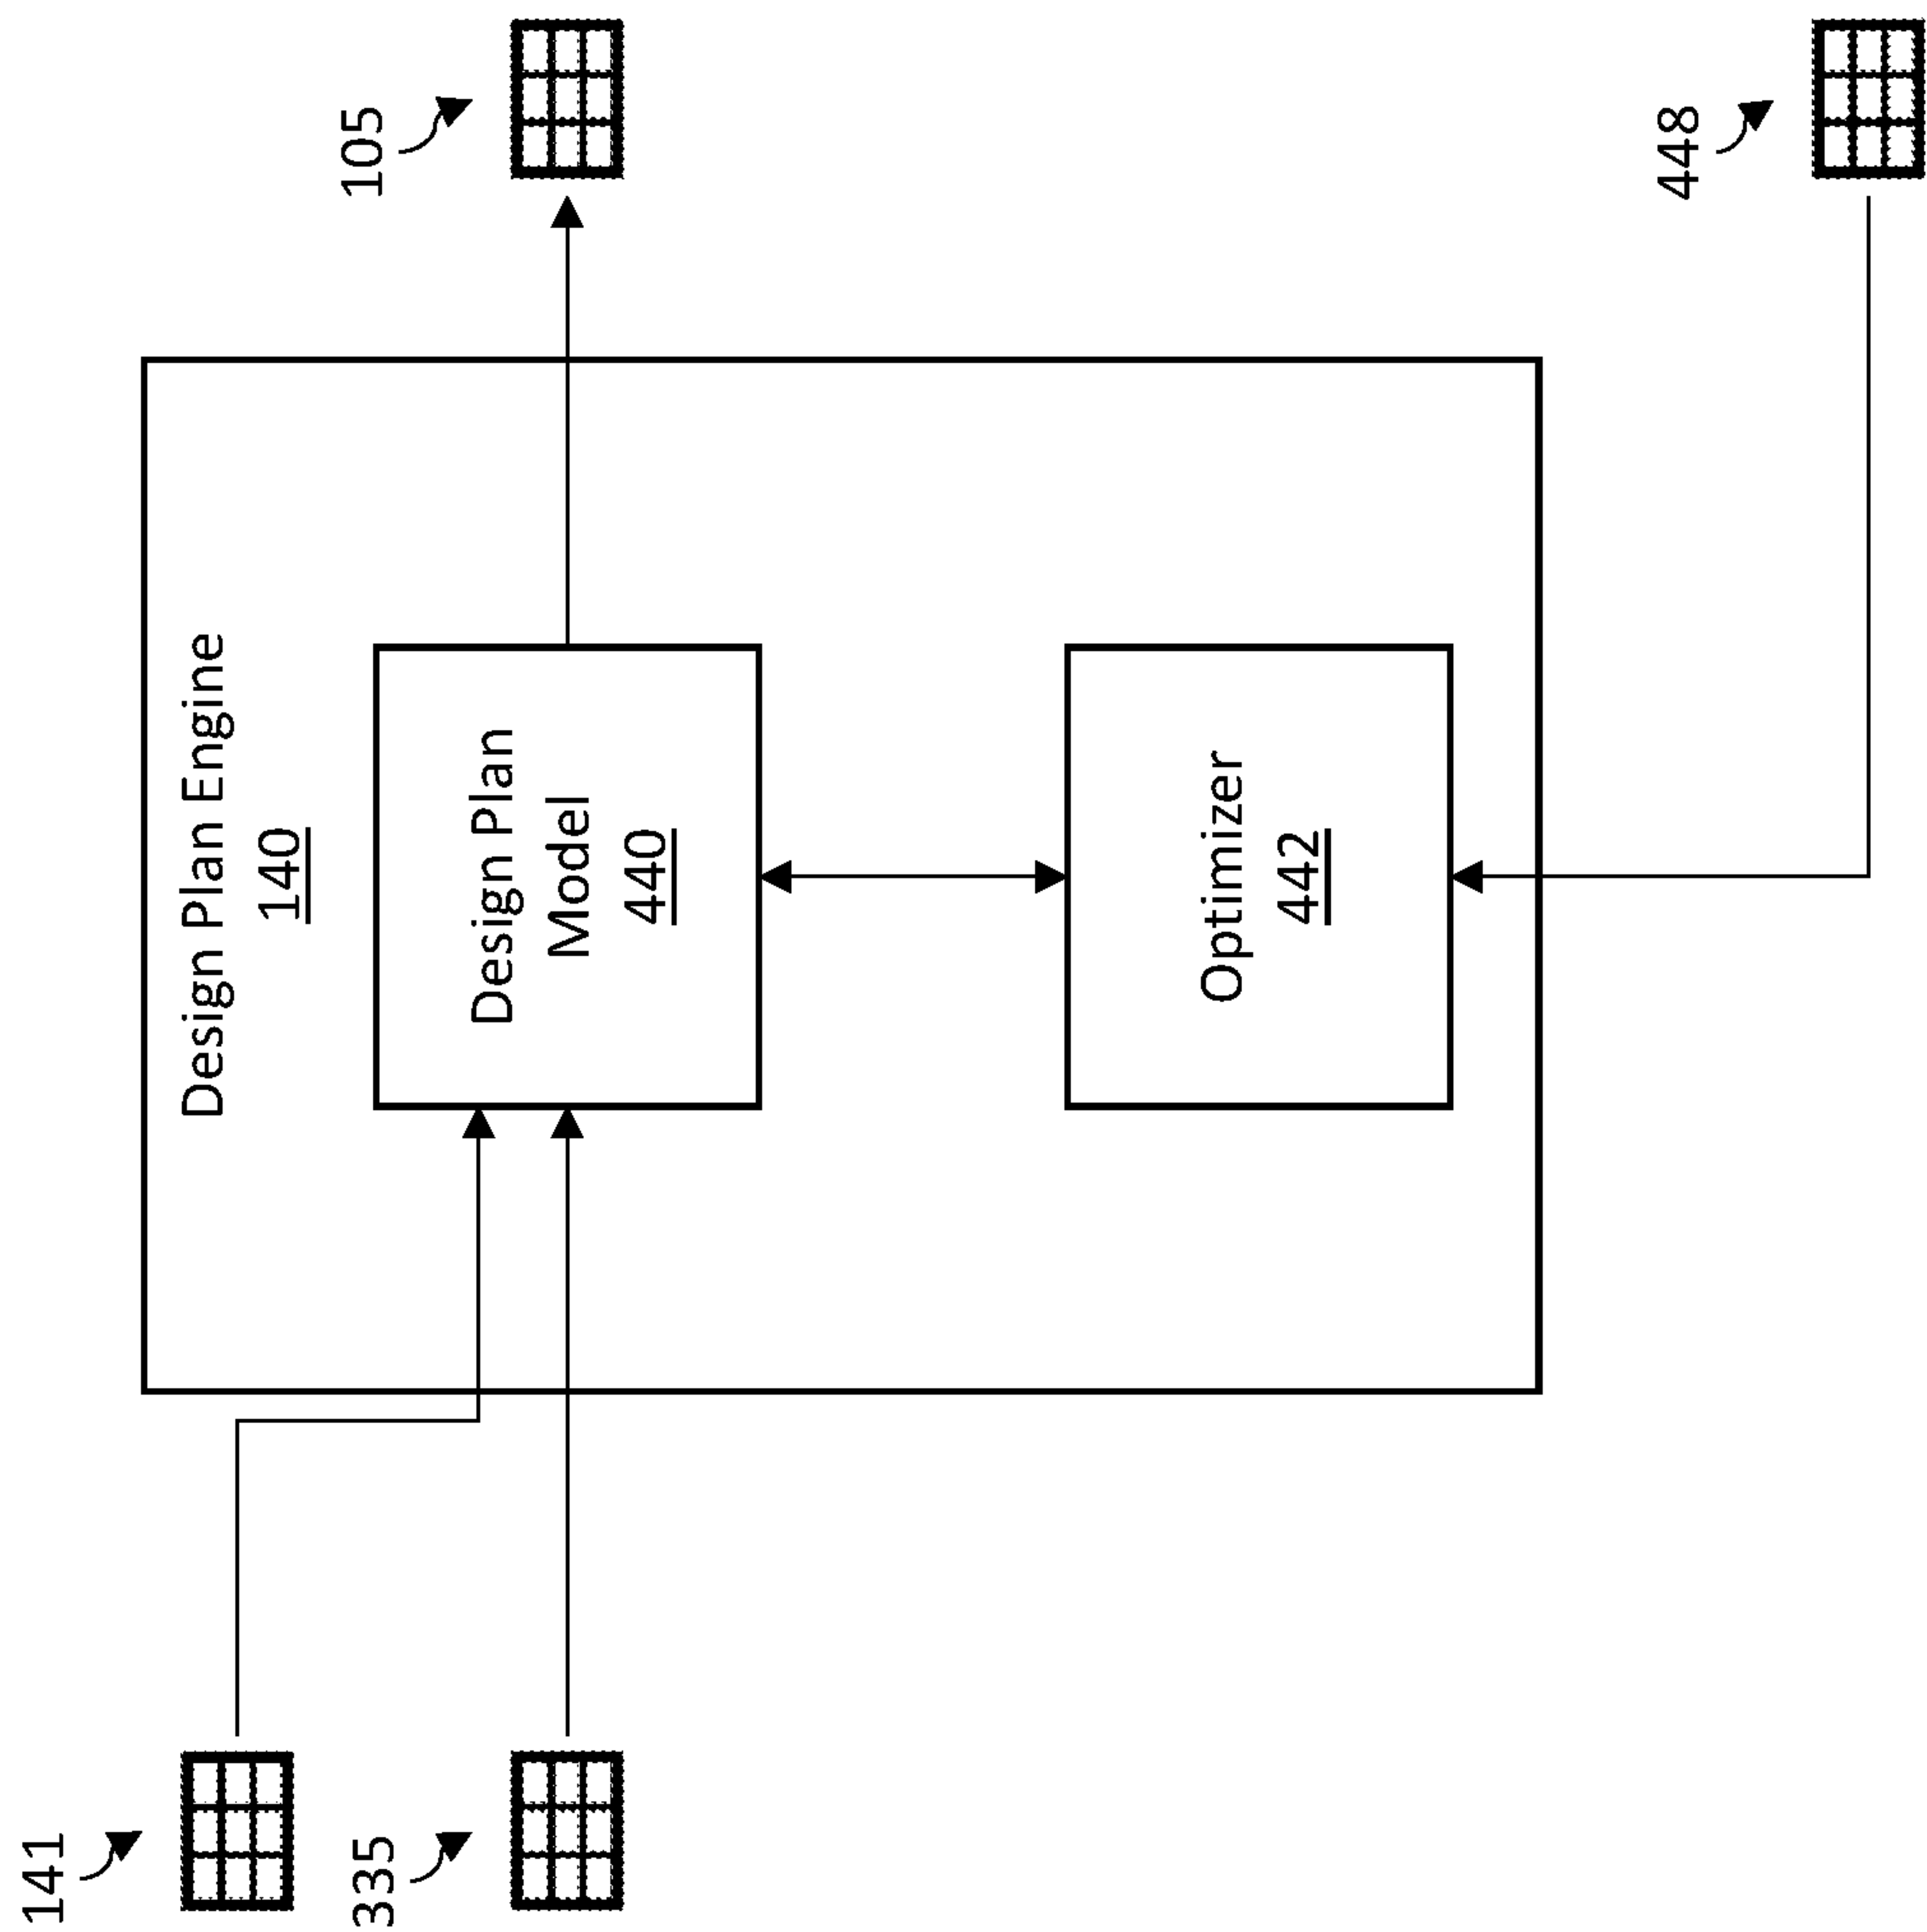 141
335
Design Plan Engine
140
Design Plan
Model
440
Optimizer
442
105
448